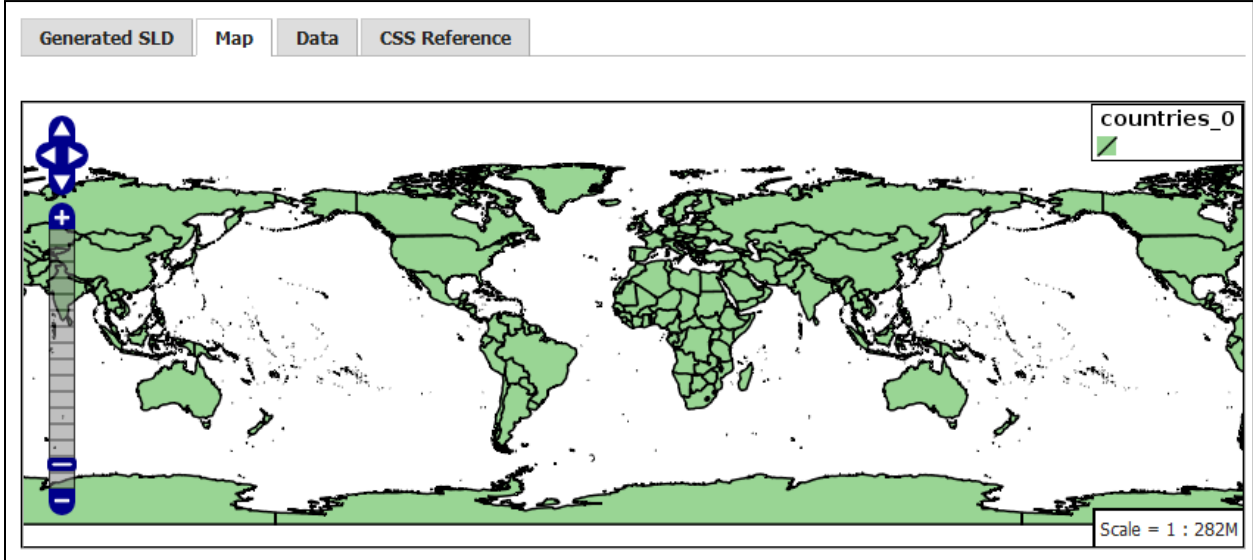 Generated SLD
Map
Data
CSS Reference
countries_0
Scale = 1 : 282M